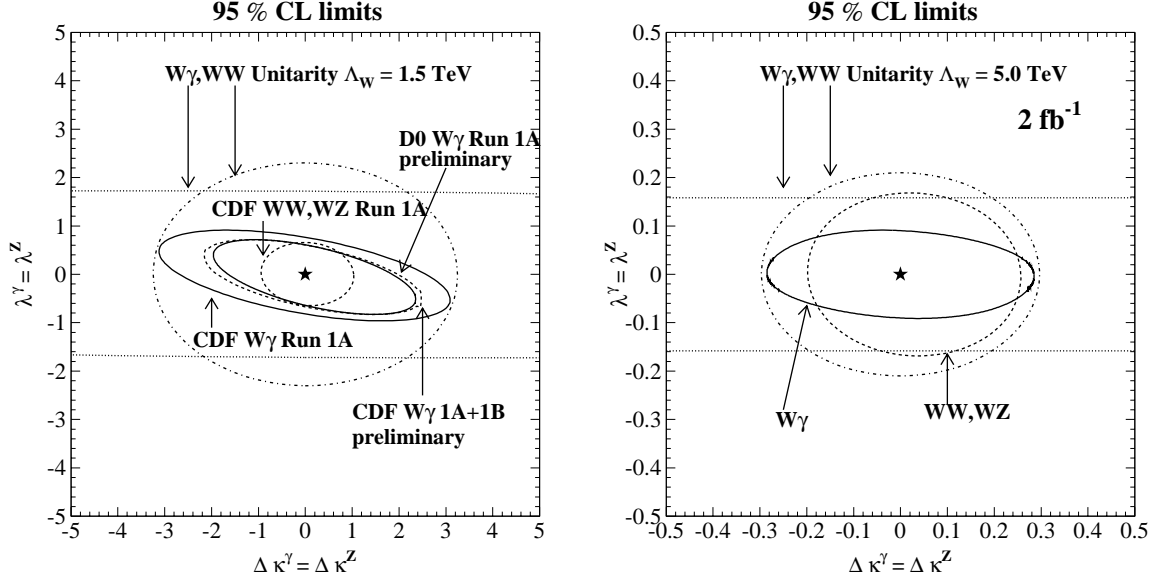 95 % CL limits
5
4
3
2
1
0
-1
-2
-3
-4
-5
-5 -4 -3 -2 -1 0 1 2 3 4 5
λ^γ = λ^Z
Δ κ^γ = Δ κ^Z
Wγ,WW Unitarity Λ_W = 1.5 TeV
D0 Wγ Run 1A
preliminary
CDF WW,WZ Run 1A
CDF Wγ Run 1A
CDF Wγ 1A+1B
preliminary
95 % CL limits
0.5
0.4
0.3
0.2
0.1
0
-0.1
-0.2
-0.3
-0.4
-0.5
-0.5 -0.4 -0.3 -0.2 -0.1 0 0.1 0.2 0.3 0.4 0.5
λ^γ = λ^Z
Δ κ^γ = Δ κ^Z
Wγ,WW Unitarity Λ_W = 5.0 TeV
2 fb^-1
Wγ
WW,WZ